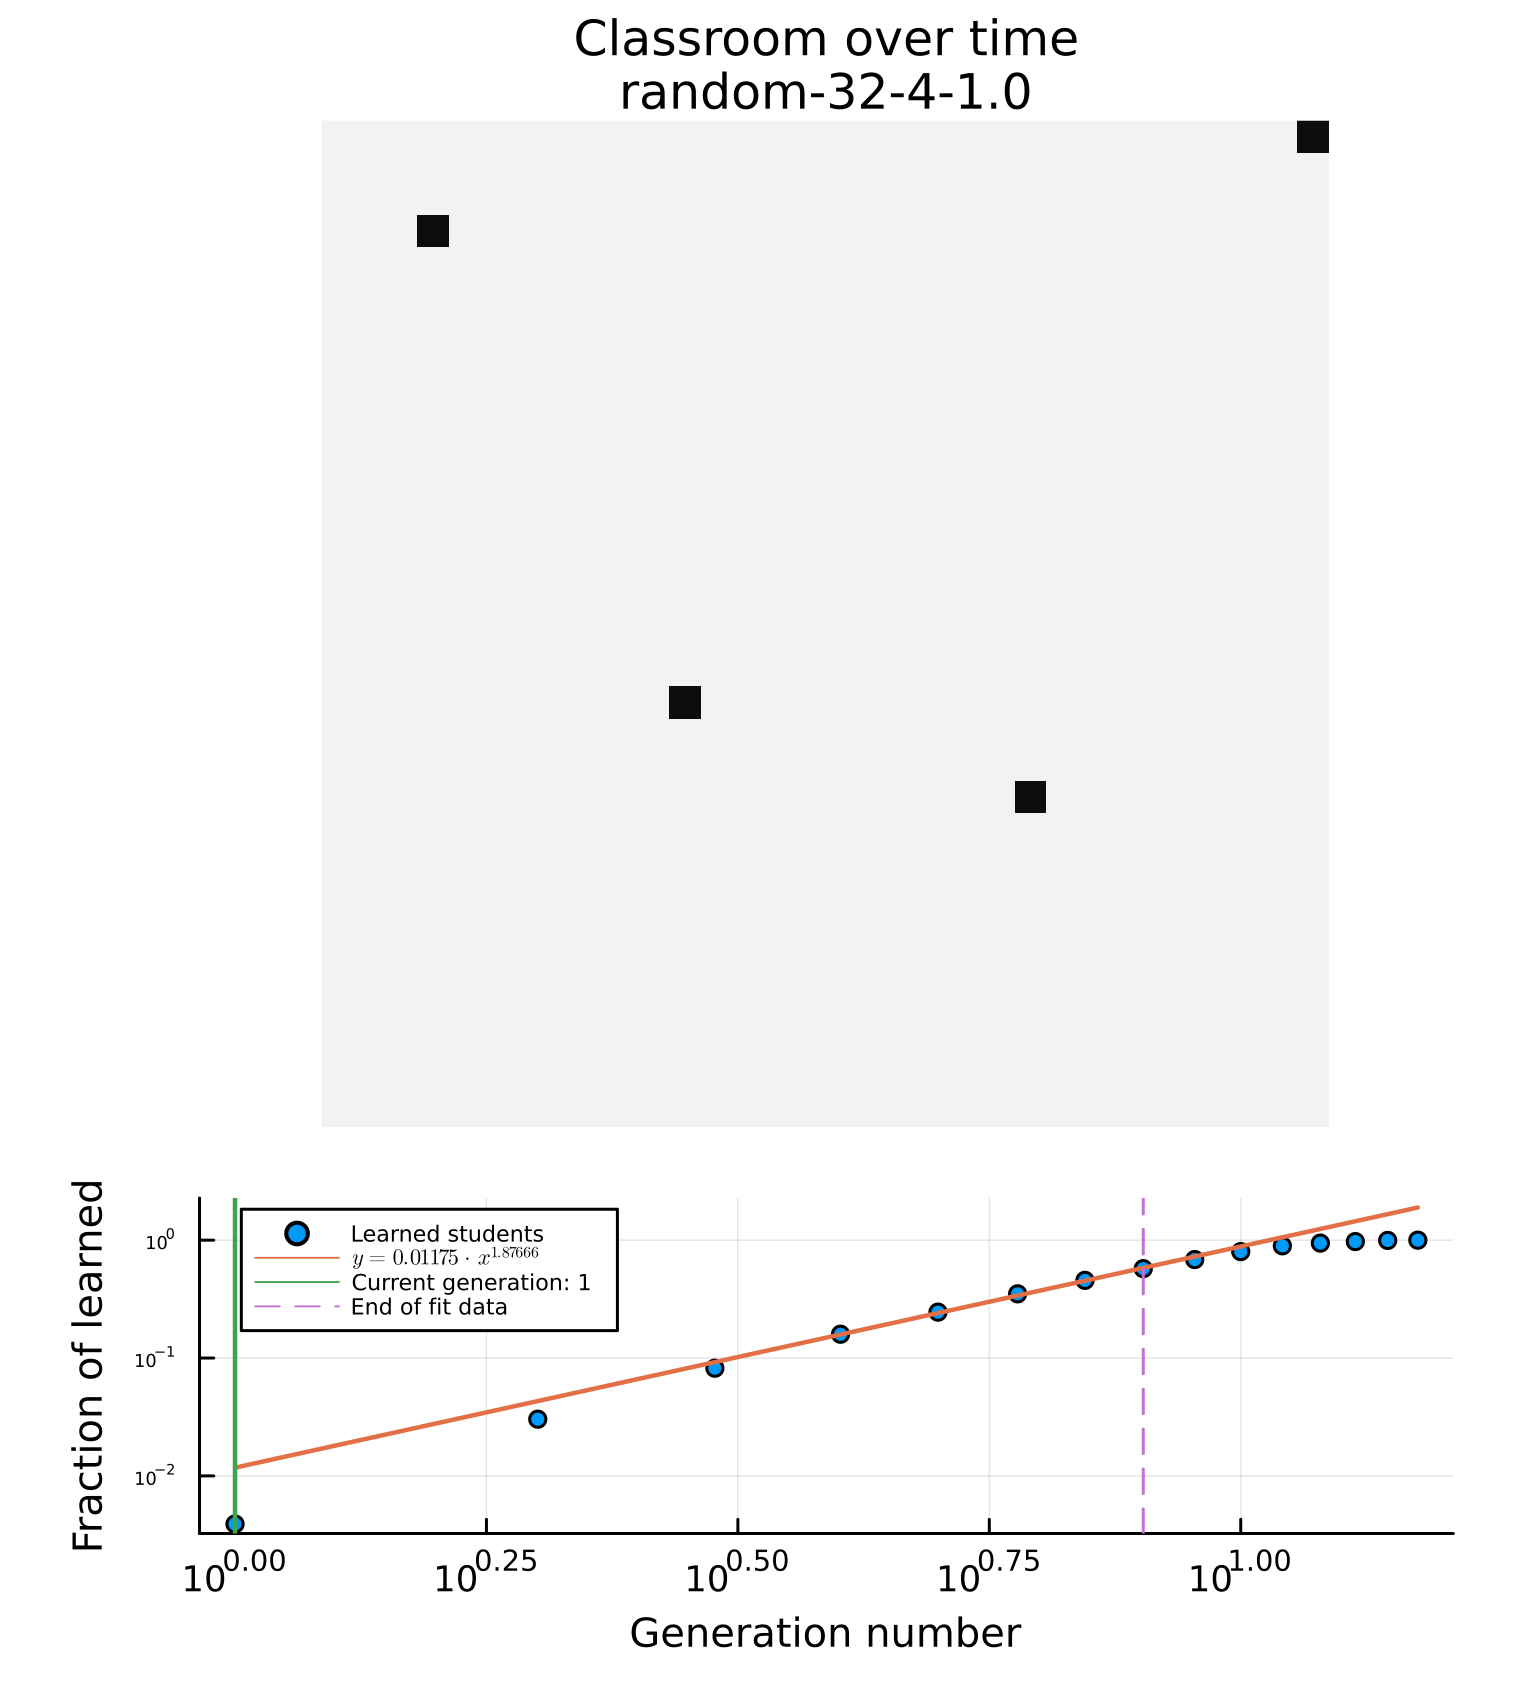 Classroom over time
random-32-4-1.0
Fraction of learned
10⁰
10⁻¹
10⁻²
Learned students
y = 0.01175 · x^1.87666
Current generation: 1
End of fit data
10^0.00 10^0.25 10^0.50 10^0.75 10^1.00
Generation number